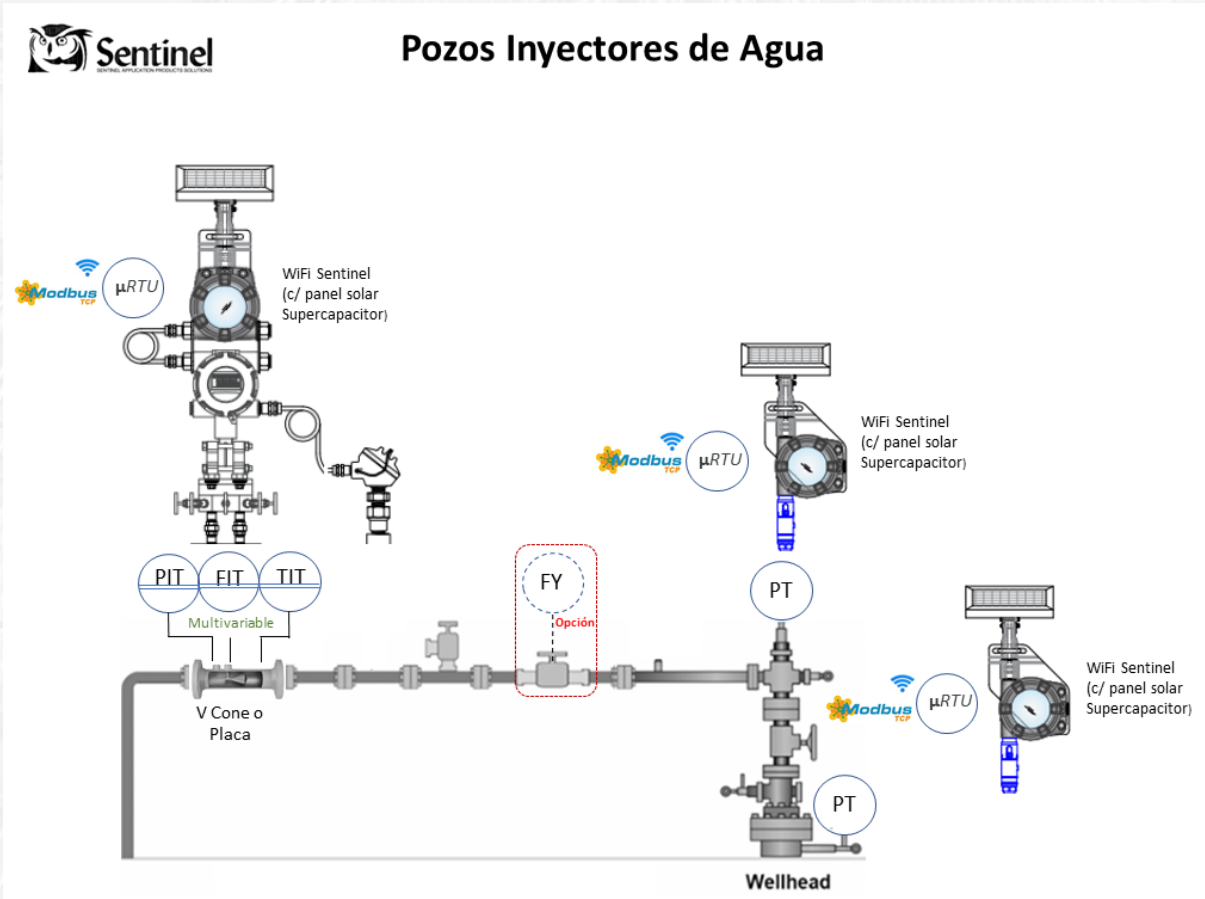 Sentinel
SENTINEL APPLICATION PRODUCTS SOLUTIONS
Pozos Inyectores de Agua
Modbus
TCP
µRTU
WiFi Sentinel
(c/ panel solar
Supercapacitor)
Modbus
TCP
µRTU
WiFi Sentinel
(c/ panel solar
Supercapacitor)
PIT
FIT
TIT
Multivariable
FY
Opción
PT
V Cone o
Placa
Modbus
TCP
µRTU
WiFi Sentinel
(c/ panel solar
Supercapacitor)
PT
Wellhead